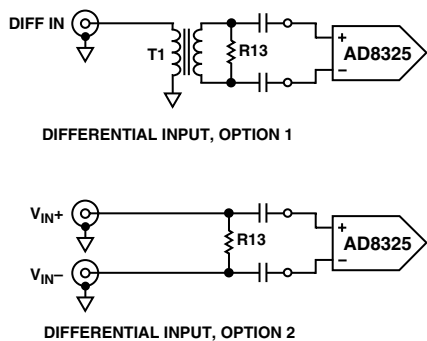 DIFF IN
T1
R13
+
–
AD8325
DIFFERENTIAL INPUT, OPTION 1
VIN+
R13
+
–
AD8325
VIN–
DIFFERENTIAL INPUT, OPTION 2